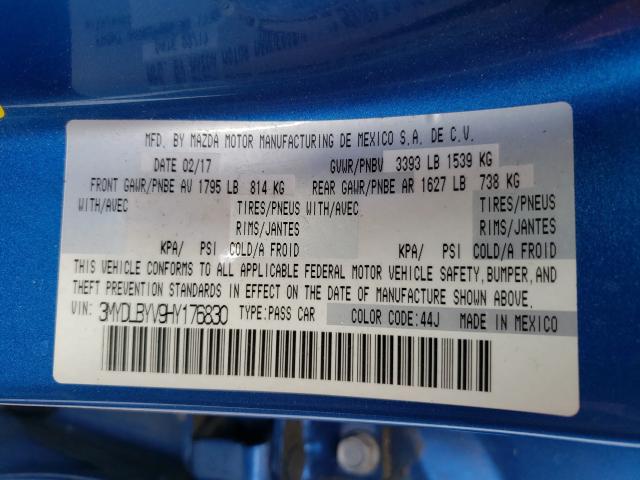 MFD. BY MAZDA MOTOR MANUFACTURING DE MEXICO S.A. DE C.V.
DATE 02/17 GVWR/PNBV 3393 LB 1539 KG
FRONT GAWR/PNBE AV 1795 LB 814 KG REAR GAWR/PNBE AR 1627 LB 738 KG
WITH/AVEC TIRES/PNEUS WITH/AVEC TIRES/PNEUS
RIMS/JANTES RIMS/JANTES
KPA/ PSI COLD/A FROID KPA/ PSI COLD/A FROID
THIS VEHICLE CONFORMS TO ALL APPLICABLE FEDERAL MOTOR VEHICLE SAFETY, BUMPER, AND
THEFT PREVENTION STANDARDS IN EFFECT ON THE DATE OF MANUFACTURE SHOWN ABOVE.
VIN: 3MYDLBYV9HY176830 TYPE:PASS CAR COLOR CODE:44J MADE IN MEXICO